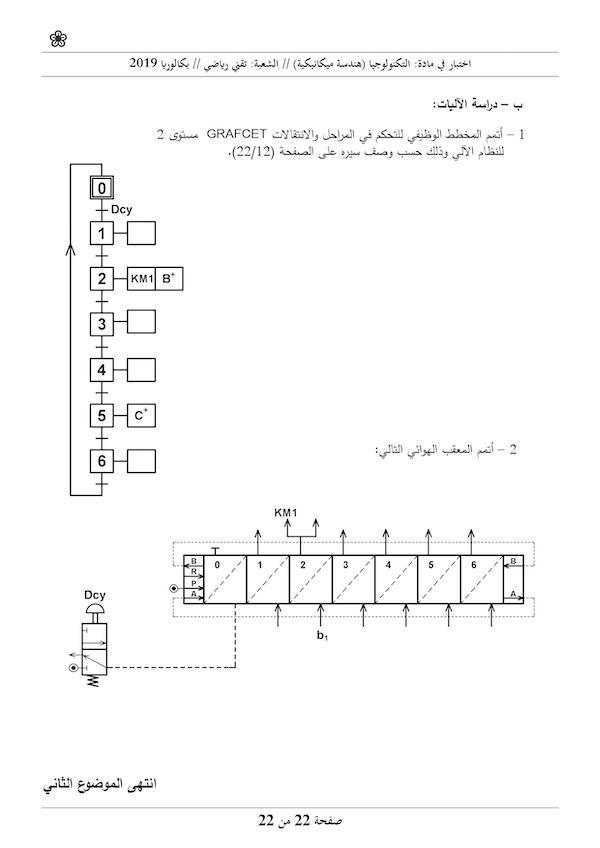 اختبار في مادة: التكنولوجيا (هندسة ميكانيكية) // الشعبة: تقني رياضي // بكالوريا 2019
ب – دراسة الآليات:
1 – أتمم المخطط الوظيفي للتحكم في المراحل والانتقالات GRAFCET مستوى 2
للنظام الآلي وذلك حسب وصف سيره على الصفحة (22/12).
0
Dcy
1
2 KM1 B+
3
4
5 C+
6
2 – أتمم المعقب الهوائي التالي:
KM1
B 0 1 2 3 4 5 6 B
R
P
A A
Dcy
b1
انتهى الموضوع الثاني
صفحة 22 من 22